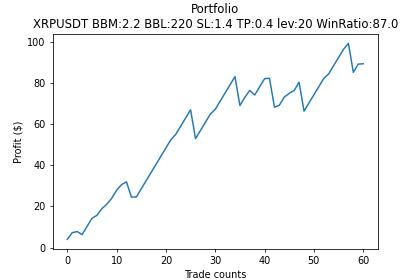 Portfolio
XRPUSDT BBM:2.2 BBL:220 SL:1.4 TP:0.4 lev:20 WinRatio:87.0
100
80
60
40
20
0
Profit ($)
0 10 20 30 40 50 60
Trade counts